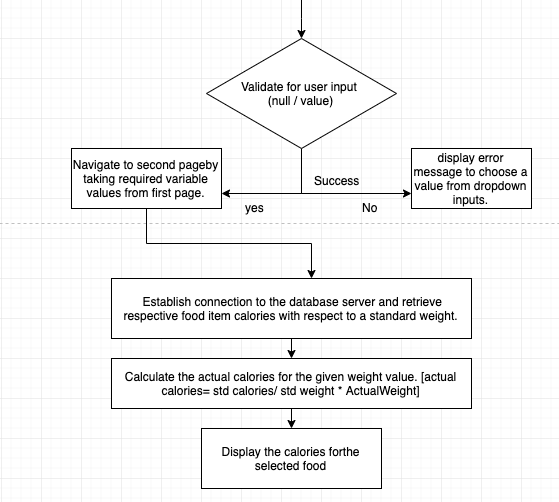 Validate for user input
(null / value)
Navigate to second pageby
taking required variable
values from first page.
Success
yes
No
display error
message to choose a
value from dropdown
inputs.
Establish connection to the database server and retrieve
respective food item calories with respect to a standard weight.
Calculate the actual calories for the given weight value. [actual
calories= std calories/ std weight * ActualWeight]
Display the calories forthe
selected food